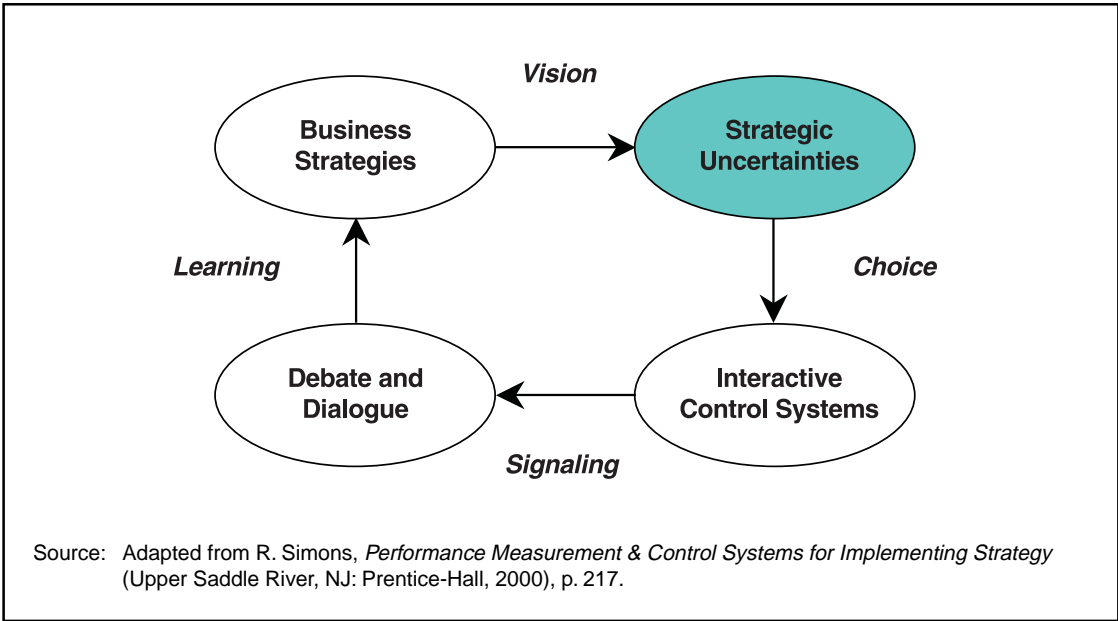 Vision
Business
Strategies
Strategic
Uncertainties
Learning
Choice
Debate and
Dialogue
Interactive
Control Systems
Signaling
Source: Adapted from R. Simons, Performance Measurement & Control Systems for Implementing Strategy
(Upper Saddle River, NJ: Prentice-Hall, 2000), p. 217.